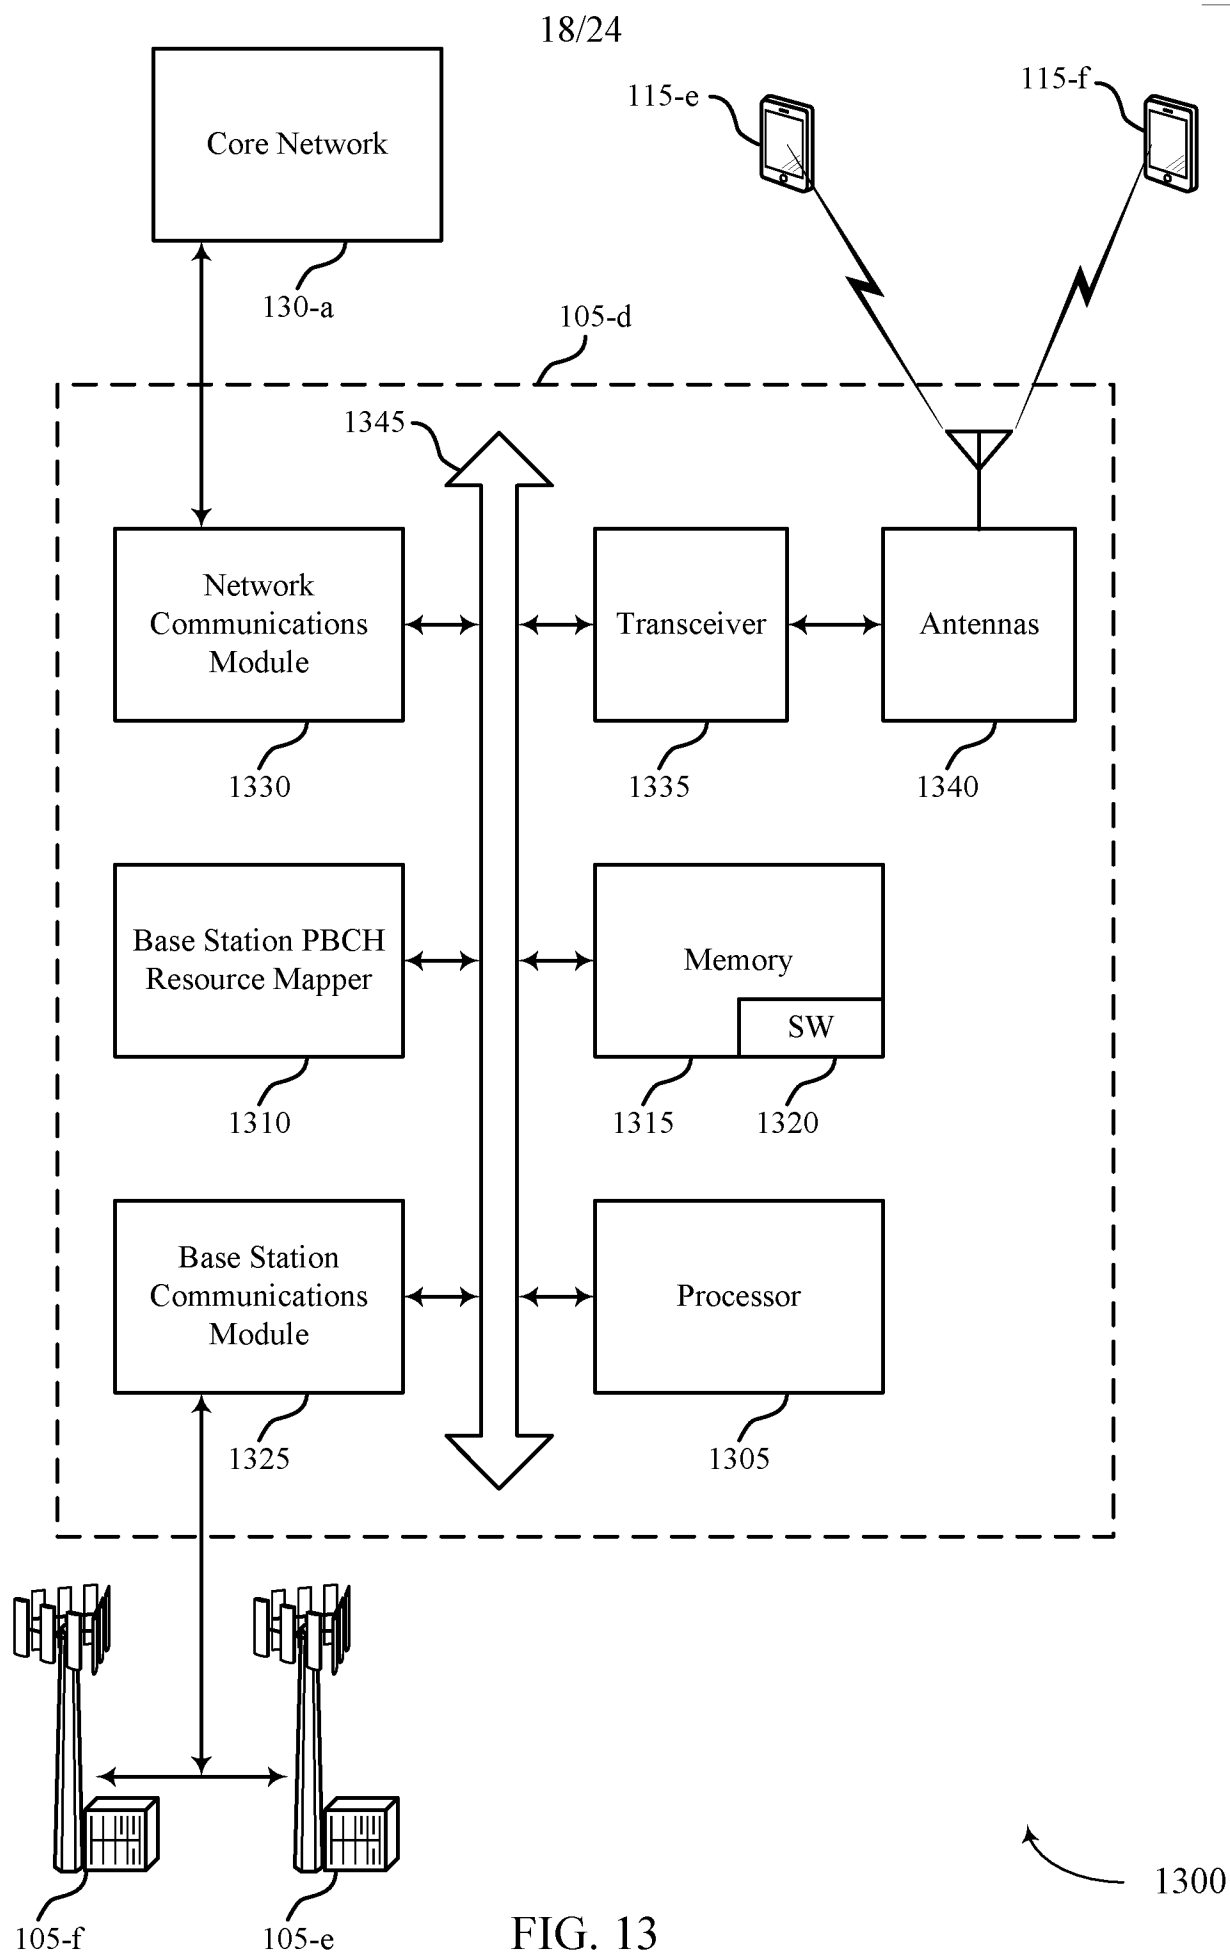 18/24
Core Network
130-a
115-e
115-f
105-d
1345
Network
Communications
Module
1330
Transceiver
1335
Antennas
1340
Base Station PBCH
Resource Mapper
1310
Memory
SW
1315
1320
Base Station
Communications
Module
1325
Processor
1305
105-f
105-e
1300
FIG. 13